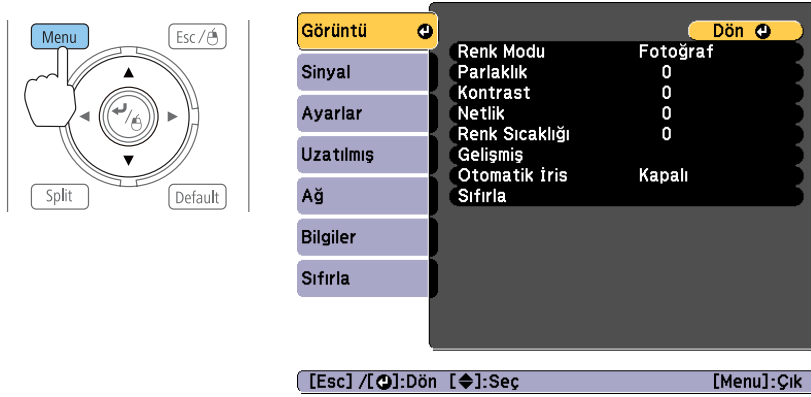 Menu
Esc /
Split
Default
Görüntü
Sinyal
Ayarlar
Uzatılmış
Ağ
Bilgiler
Sıfırla
Dön
Renk Modu Fotoğraf
Parlaklık 0
Kontrast 0
Netlik 0
Renk Sıcaklığı 0
Gelişmiş
Otomatik İris Kapalı
Sıfırla
[Esc] /[ ]:Dön [ ]:Seç [Menu]:Çık